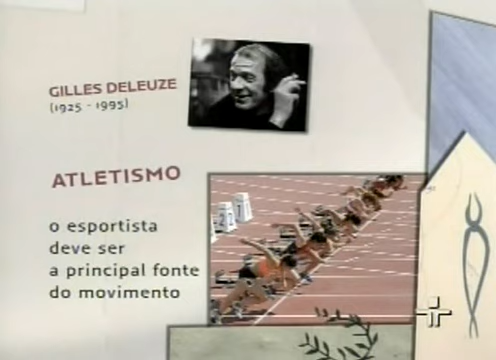 GILLES DELEUZE
(1925 - 1995)
ATLETISMO
o esportista
deve ser
a principal fonte
do movimento